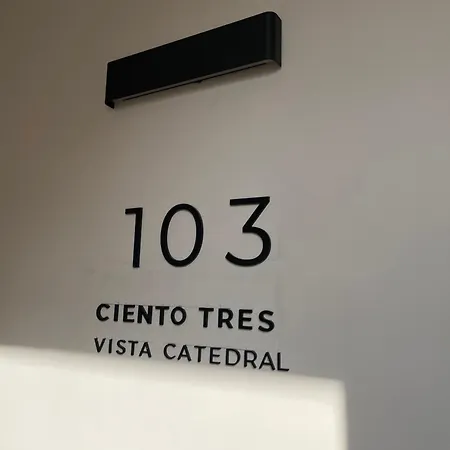 103
CIENTO TRES
VISTA CATEDRAL